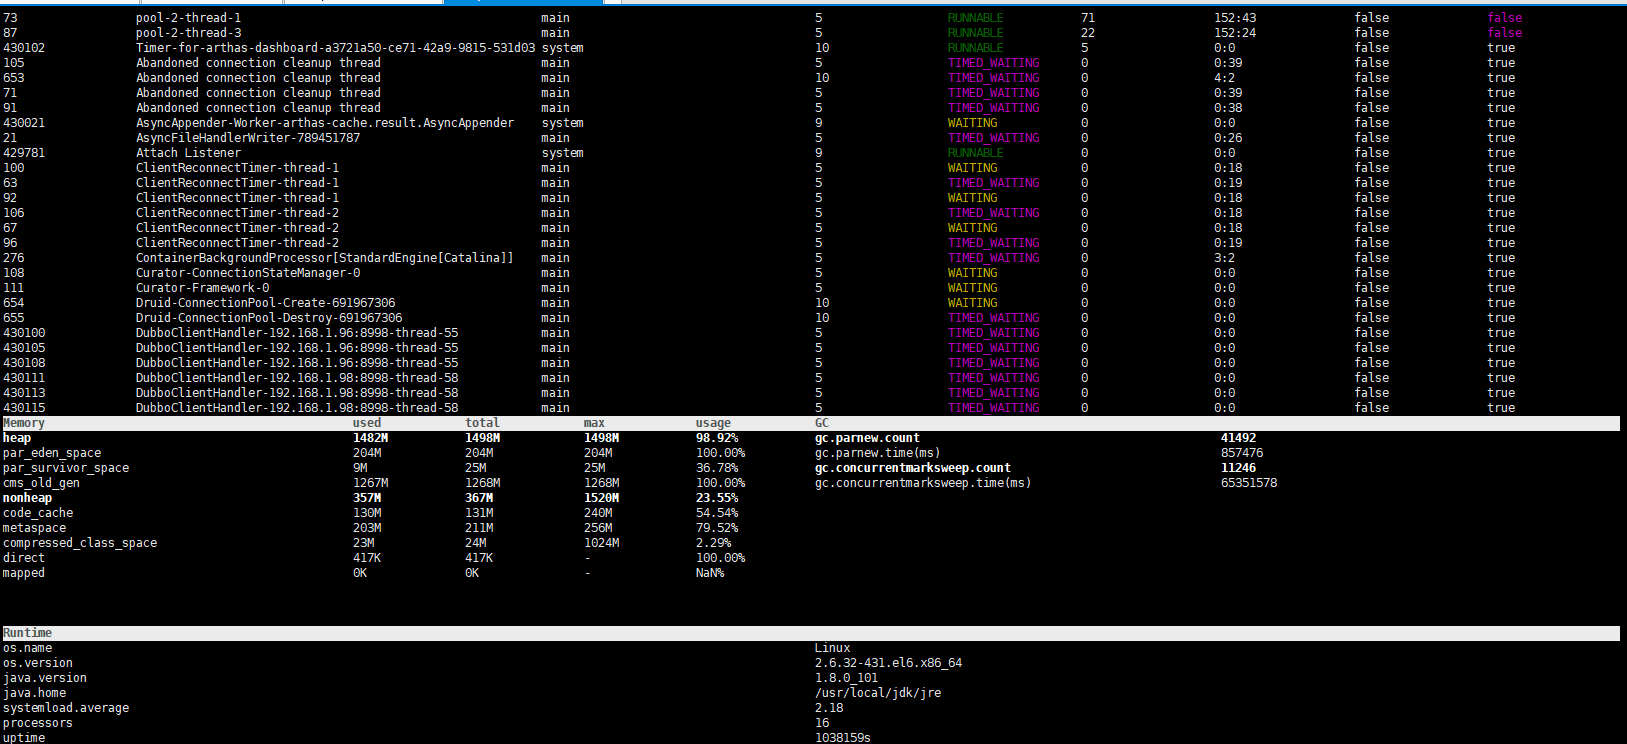 73 pool-2-thread-1 main 5 RUNNABLE 71 152:43 false false
87 pool-2-thread-3 main 5 RUNNABLE 22 152:24 false false
430102 Timer-for-arthas-dashboard-a3721a50-ce71-42a9-9815-531d03 system 10 RUNNABLE 5 0:0 false true
105 Abandoned connection cleanup thread main 5 TIMED_WAITING 0 0:39 false true
653 Abandoned connection cleanup thread main 10 TIMED_WAITING 0 4:2 false true
71 Abandoned connection cleanup thread main 5 TIMED_WAITING 0 0:39 false true
91 Abandoned connection cleanup thread main 5 TIMED_WAITING 0 0:38 false true
430021 AsyncAppender-Worker-arthas-cache.result.AsyncAppender system 9 WAITING 0 0:0 false true
21 AsyncFileHandlerWriter-789451787 main 5 TIMED_WAITING 0 0:26 false true
429781 Attach Listener system 9 RUNNABLE 0 0:0 false true
100 ClientReconnectTimer-thread-1 main 5 WAITING 0 0:18 false true
63 ClientReconnectTimer-thread-1 main 5 TIMED_WAITING 0 0:19 false true
92 ClientReconnectTimer-thread-1 main 5 WAITING 0 0:18 false true
106 ClientReconnectTimer-thread-2 main 5 TIMED_WAITING 0 0:18 false true
67 ClientReconnectTimer-thread-2 main 5 WAITING 0 0:18 false true
96 ClientReconnectTimer-thread-2 main 5 TIMED_WAITING 0 0:19 false true
276 ContainerBackgroundProcessor[StandardEngine[Catalina]] main 5 TIMED_WAITING 0 3:2 false true
108 Curator-ConnectionStateManager-0 main 5 WAITING 0 0:0 false true
111 Curator-Framework-0 main 5 WAITING 0 0:0 false true
654 Druid-ConnectionPool-Create-691967306 main 10 WAITING 0 0:0 false true
655 Druid-ConnectionPool-Destroy-691967306 main 10 TIMED_WAITING 0 0:0 false true
430100 DubboClientHandler-192.168.1.96:8998-thread-55 main 5 TIMED_WAITING 0 0:0 false true
430105 DubboClientHandler-192.168.1.96:8998-thread-55 main 5 TIMED_WAITING 0 0:0 false true
430108 DubboClientHandler-192.168.1.96:8998-thread-55 main 5 TIMED_WAITING 0 0:0 false true
430111 DubboClientHandler-192.168.1.98:8998-thread-58 main 5 TIMED_WAITING 0 0:0 false true
430113 DubboClientHandler-192.168.1.98:8998-thread-58 main 5 TIMED_WAITING 0 0:0 false true
430115 DubboClientHandler-192.168.1.98:8998-thread-58 main 5 TIMED_WAITING 0 0:0 false true
Memory used total max usage GC
heap 1482M 1498M 1498M 98.92% gc.parnew.count 41492
par_eden_space 204M 204M 204M 100.00% gc.parnew.time(ms) 857476
par_survivor_space 9M 25M 25M 36.78% gc.concurrentmarksweep.count 11246
cms_old_gen 1267M 1268M 1268M 100.00% gc.concurrentmarksweep.time(ms) 65351578
nonheap 357M 367M 1520M 23.55%
code_cache 130M 131M 240M 54.54%
metaspace 203M 211M 256M 79.52%
compressed_class_space 23M 24M 1024M 2.29%
direct 417K 417K - 100.00%
mapped 0K 0K - NaN%
Runtime
os.name Linux
os.version 2.6.32-431.el6.x86_64
java.version 1.8.0_101
java.home /usr/local/jdk/jre
systemload.average 2.18
processors 16
uptime 1038159s